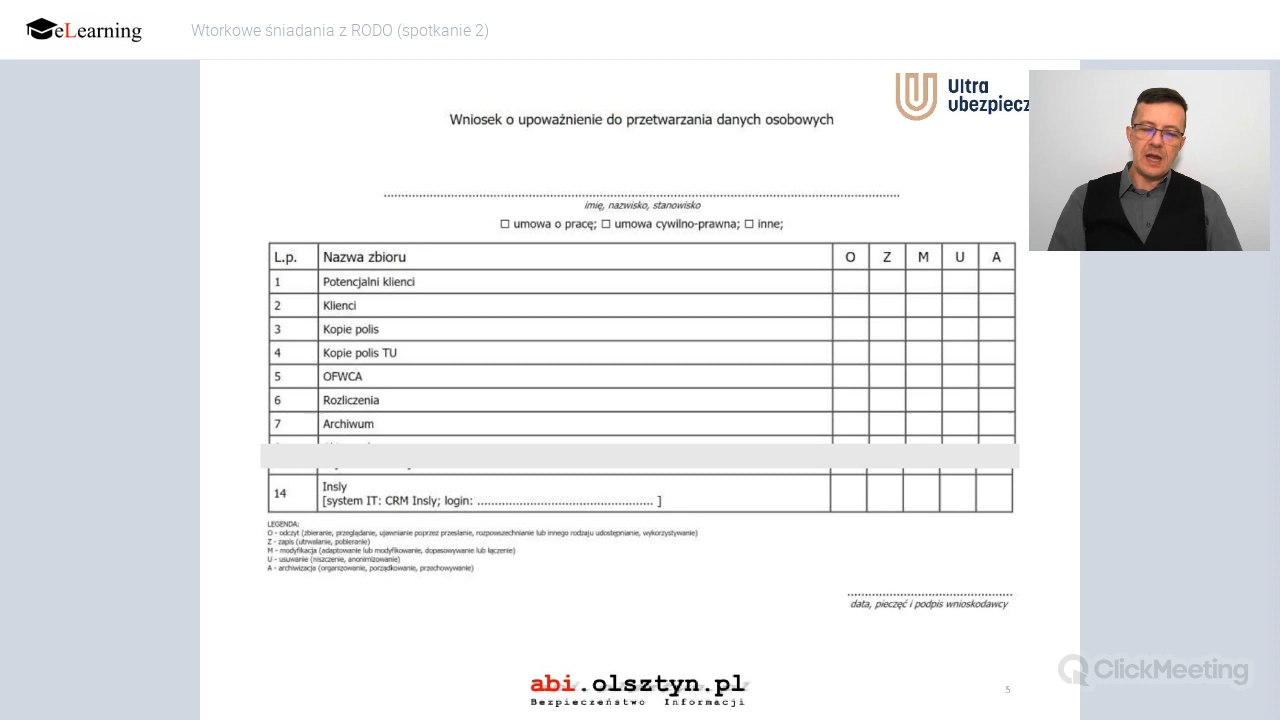 eLearning
Wtorkowe śniadania z RODO (spotkanie 2)
Ultra
ubezpiecz
Wniosek o upoważnienie do przetwarzania danych osobowych
imię, nazwisko, stanowisko
☐ umowa o pracę; ☐ umowa cywilno-prawna; ☐ inne;
L.p. Nazwa zbioru O Z M U A
1 Potencjalni klienci
2 Klienci
3 Kopie polis
4 Kopie polis TU
5 OFWCA
6 Rozliczenia
7 Archiwum
14 Insly
[system IT: CRM Insly; login: .................................................... ]
LEGENDA:
O - odczyt (zbieranie, przeglądanie, ujawnianie poprzez przesłanie, rozpowszechnianie lub innego rodzaju udostępnianie, wykorzystywanie)
Z - zapis (utrwalanie, pobieranie)
M - modyfikacja (adaptowanie lub modyfikowanie, dopasowywanie lub łączenie)
U - usuwanie (niszczenie, anonimizowanie)
A - archiwizacja (organizowanie, porządkowanie, przechowywanie)
data, pieczęć i podpis wnioskodawcy
abi.olsztyn.pl
Bezpieczeństwo Informacji
5
ClickMeeting